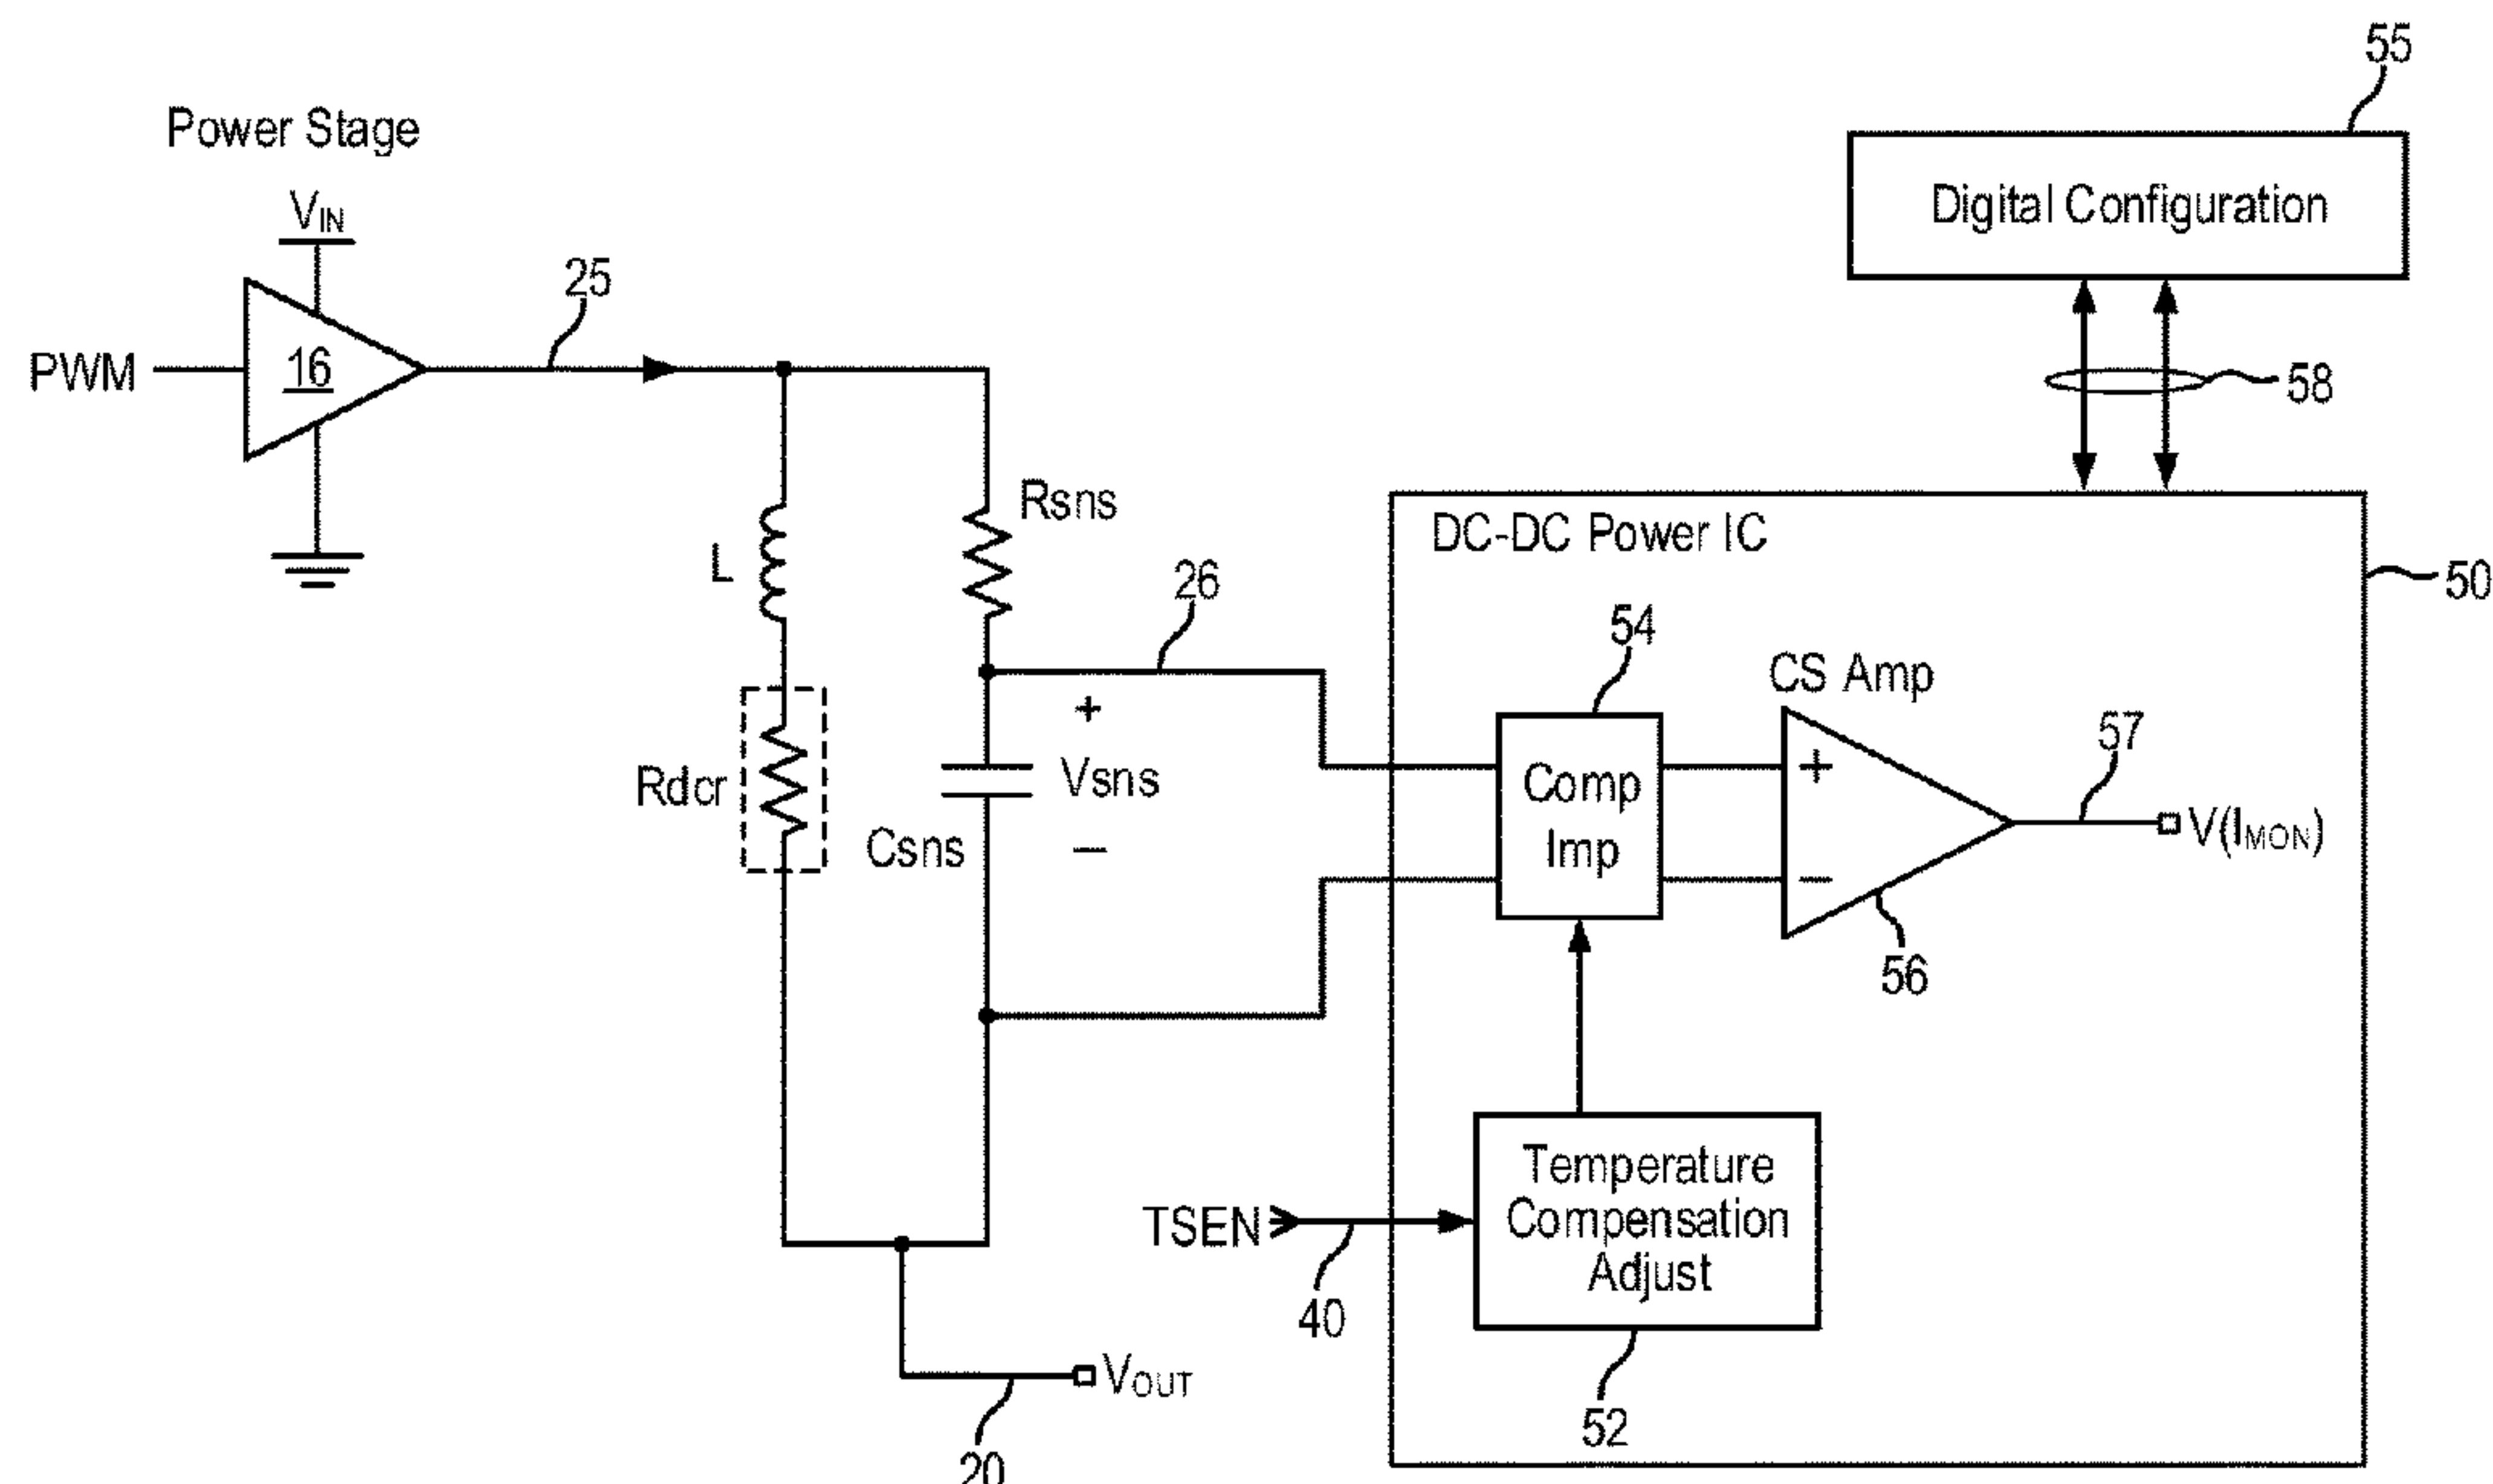 55
Power Stage
Digital Configuration
VIN
25
PWM
16
58
Rsns
DC-DC Power IC
L
26
50
54
CS Amp
+
57
Rdcr
Vsns
Comp
Imp
+
V(IMON)
Csns
−
−
56
TSEN
Temperature
Compensation
Adjust
40
VOUT
52
20